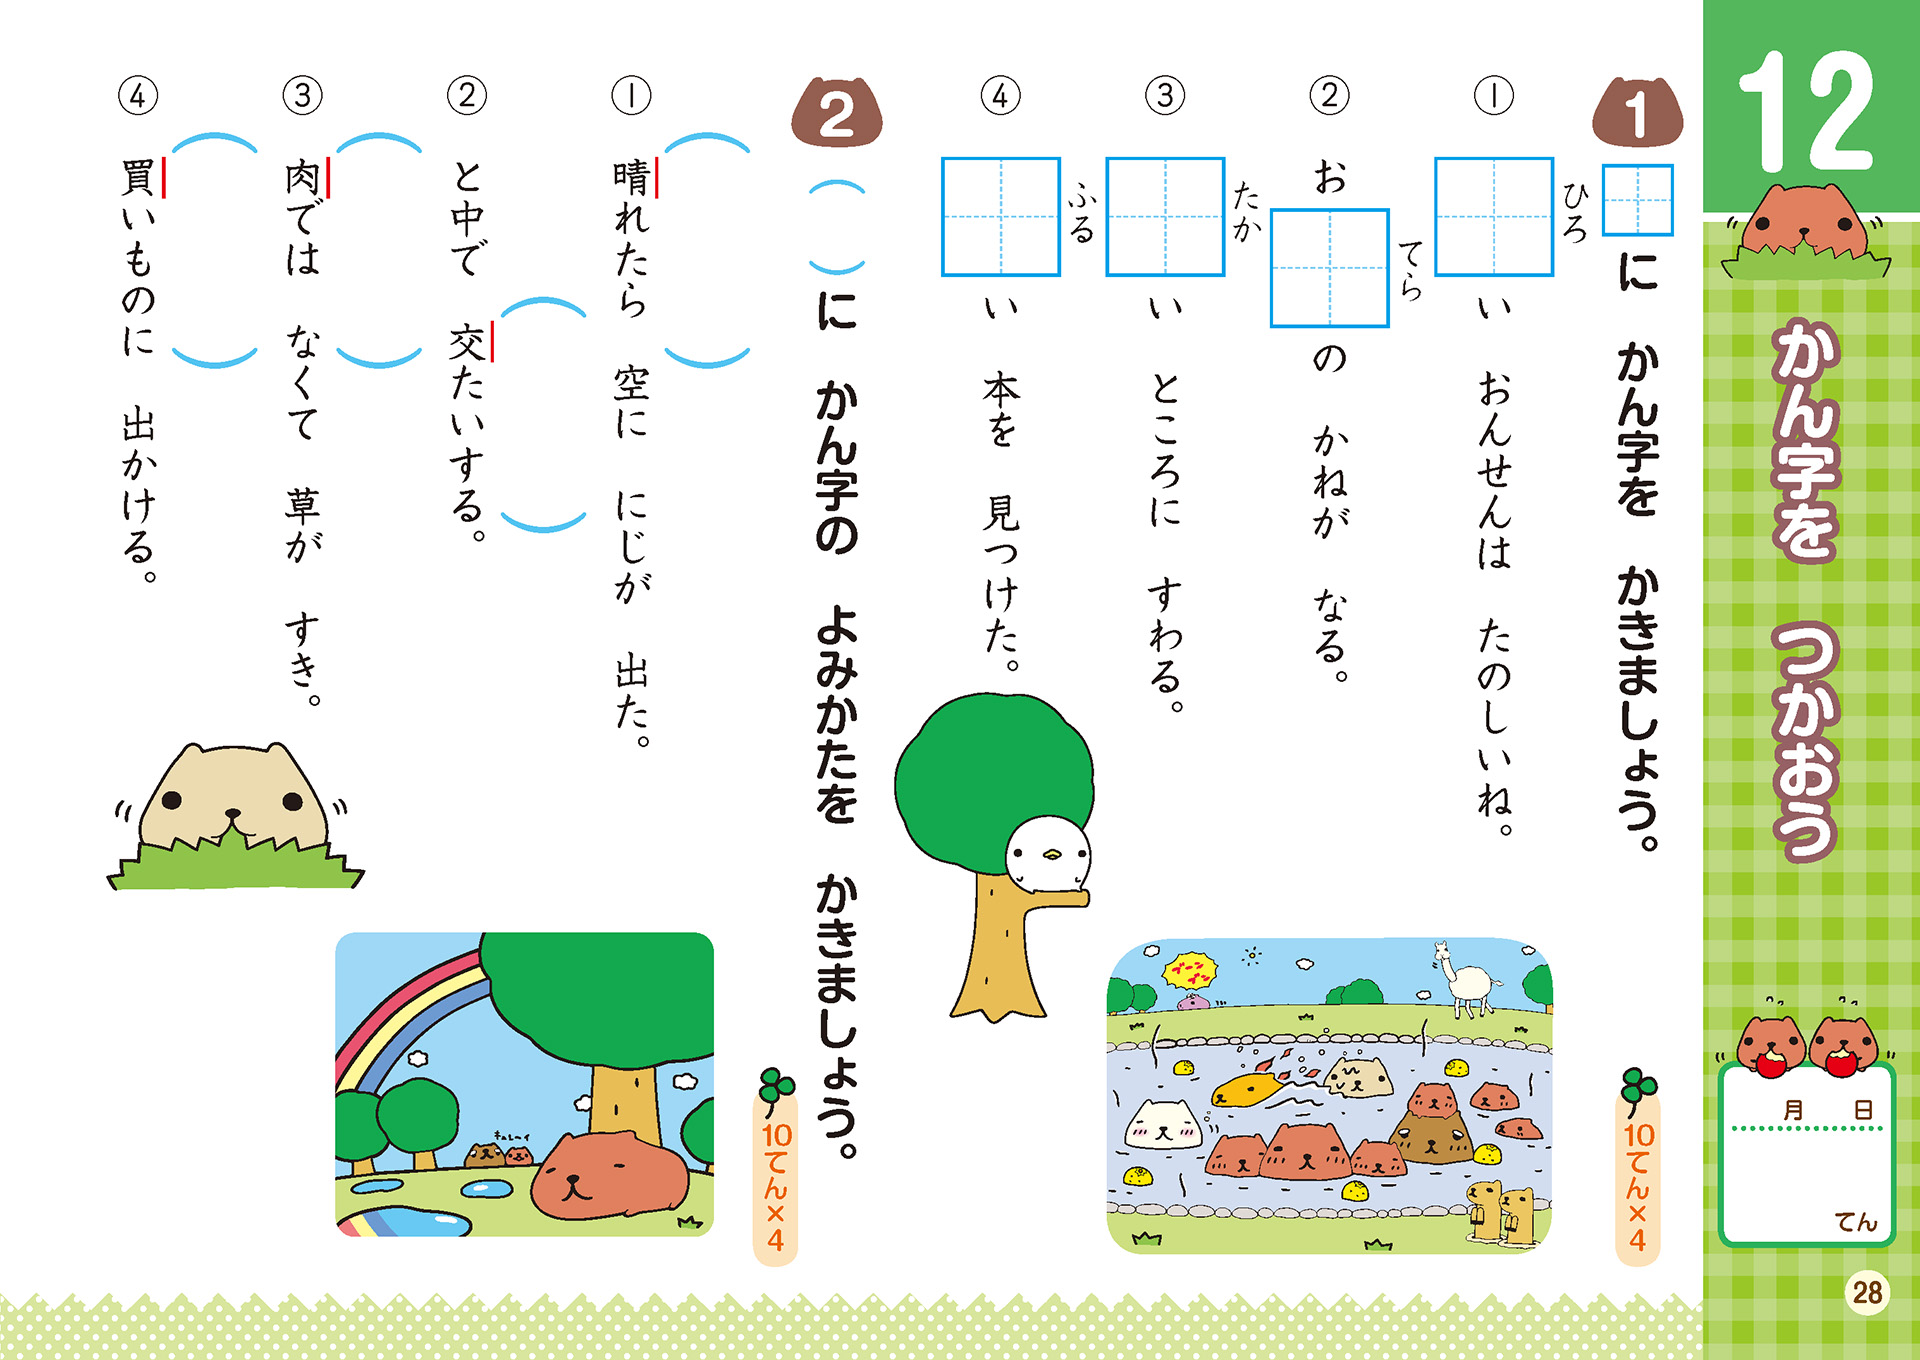 12
かん字を つかおう
月 日
てん
28
1 □に かん字を かきましょう。
10てん×4
① ひろ
□い おんせんは たのしいね。
② てら
お□の かねが なる。
③ たか
□い ところに すわる。
④ ふる
□い 本を 見つけた。
2 ( )に かん字の よみかたを かきましょう。
10てん×4
① ( )
晴れたら 空に にじが 出た。
② ( )
と中で 交たいする。
③ ( )
肉では なくて 草が すき。
④ ( )
買いものに 出かける。
キュルーイ